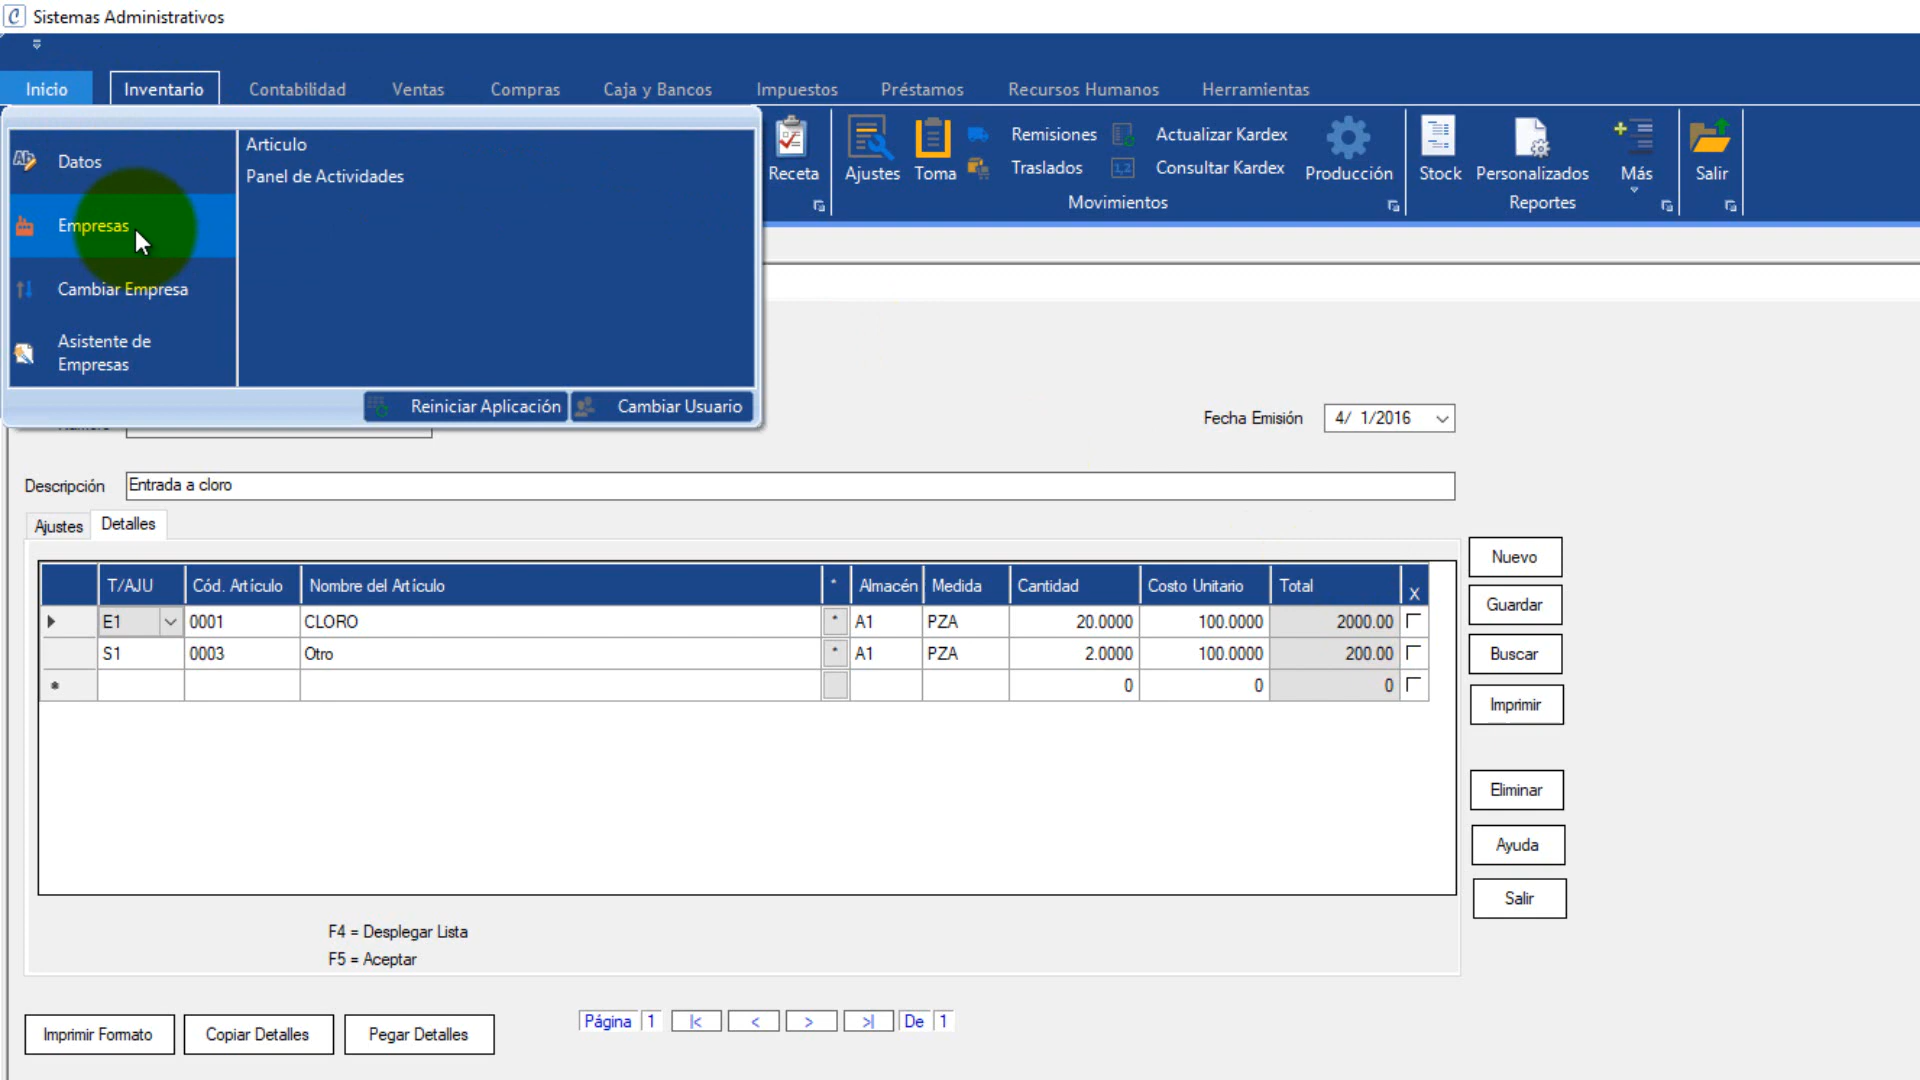 Sistemas Administrativos
Inicio Inventario Contabilidad Ventas Compras Caja y Bancos Impuestos Préstamos Recursos Humanos Herramientas
Datos
Empresas
Cambiar Empresa
Asistente de
Empresas
Articulo
Panel de Actividades
Reiniciar Aplicación Cambiar Usuario
Receta Ajustes Toma Remisiones Actualizar Kardex
Traslados 1,2 Consultar Kardex Producción Stock Personalizados Más Salir
Movimientos Reportes
Fecha Emisión 4/ 1/2016
Descripción Entrada a cloro
Ajustes Detalles
T/AJU Cód. Artículo Nombre del Artículo * Almacén Medida Cantidad Costo Unitario Total X
E1 0001 CLORO * A1 PZA 20.0000 100.0000 2000.00
S1 0003 Otro * A1 PZA 2.0000 100.0000 200.00
* 0 0 0
Nuevo
Guardar
Buscar
Imprimir
Eliminar
Ayuda
Salir
F4 = Desplegar Lista
F5 = Aceptar
Imprimir Formato Copiar Detalles Pegar Detalles Página 1 |< < > >| De 1